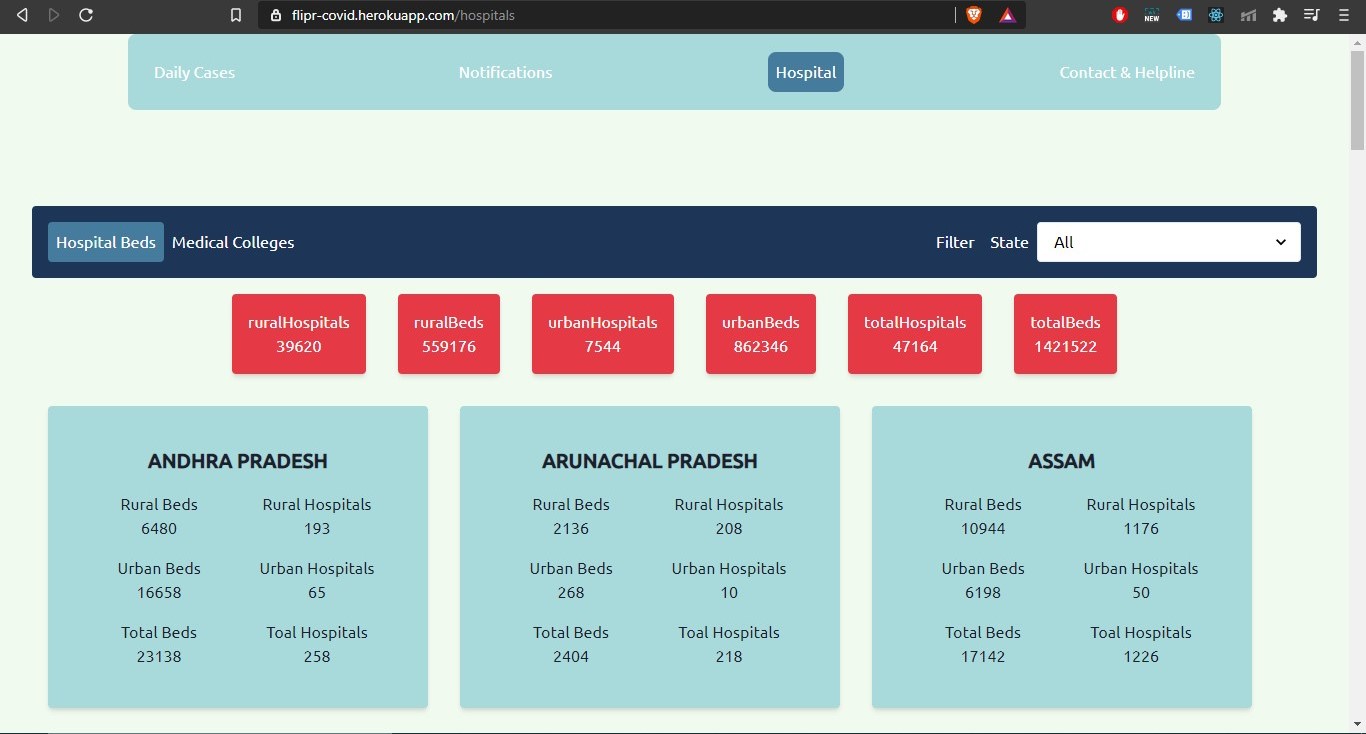 flipr-covid.herokuapp.com/hospitals
NEW
Daily Cases Notifications Hospital Contact & Helpline
Hospital Beds Medical Colleges Filter State All
ruralHospitals ruralBeds urbanHospitals urbanBeds totalHospitals totalBeds
39620 559176 7544 862346 47164 1421522
ANDHRA PRADESH
Rural Beds Rural Hospitals
6480 193
Urban Beds Urban Hospitals
16658 65
Total Beds Toal Hospitals
23138 258
ARUNACHAL PRADESH
Rural Beds Rural Hospitals
2136 208
Urban Beds Urban Hospitals
268 10
Total Beds Toal Hospitals
2404 218
ASSAM
Rural Beds Rural Hospitals
10944 1176
Urban Beds Urban Hospitals
6198 50
Total Beds Toal Hospitals
17142 1226